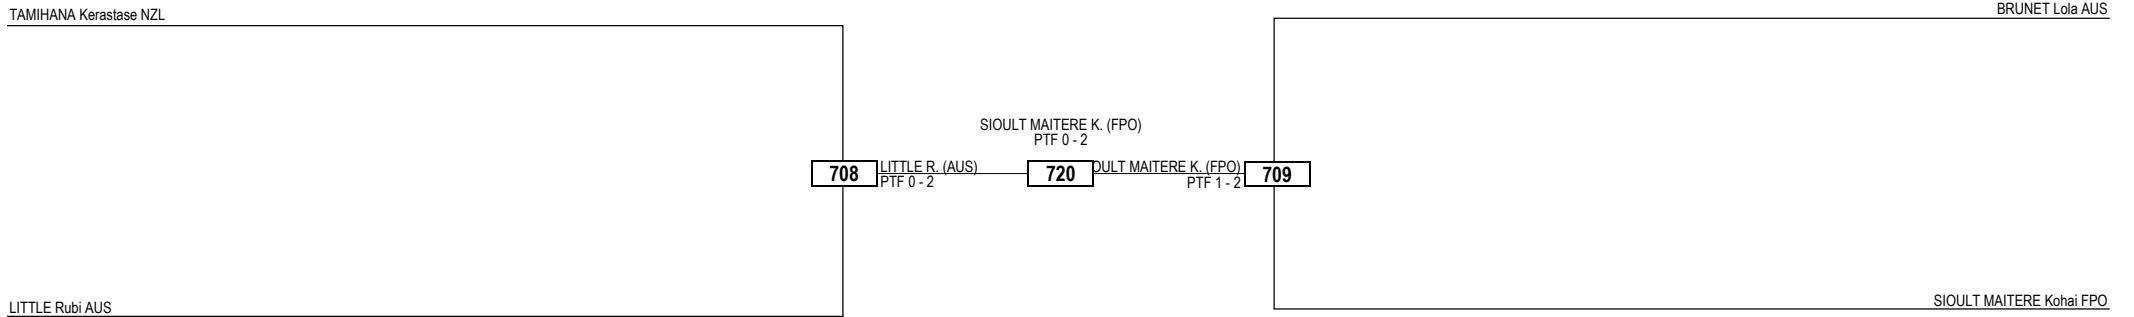 TAMIHANA Kerastase NZL
BRUNET Lola AUS
SIOULT MAITERE K. (FPO)
PTF 0 - 2
708
LITTLE R. (AUS)
PTF 0 - 2
720
OULT MAITERE K. (FPO)
PTF 1 - 2
709
LITTLE Rubi AUS
SIOULT MAITERE Kohai FPO